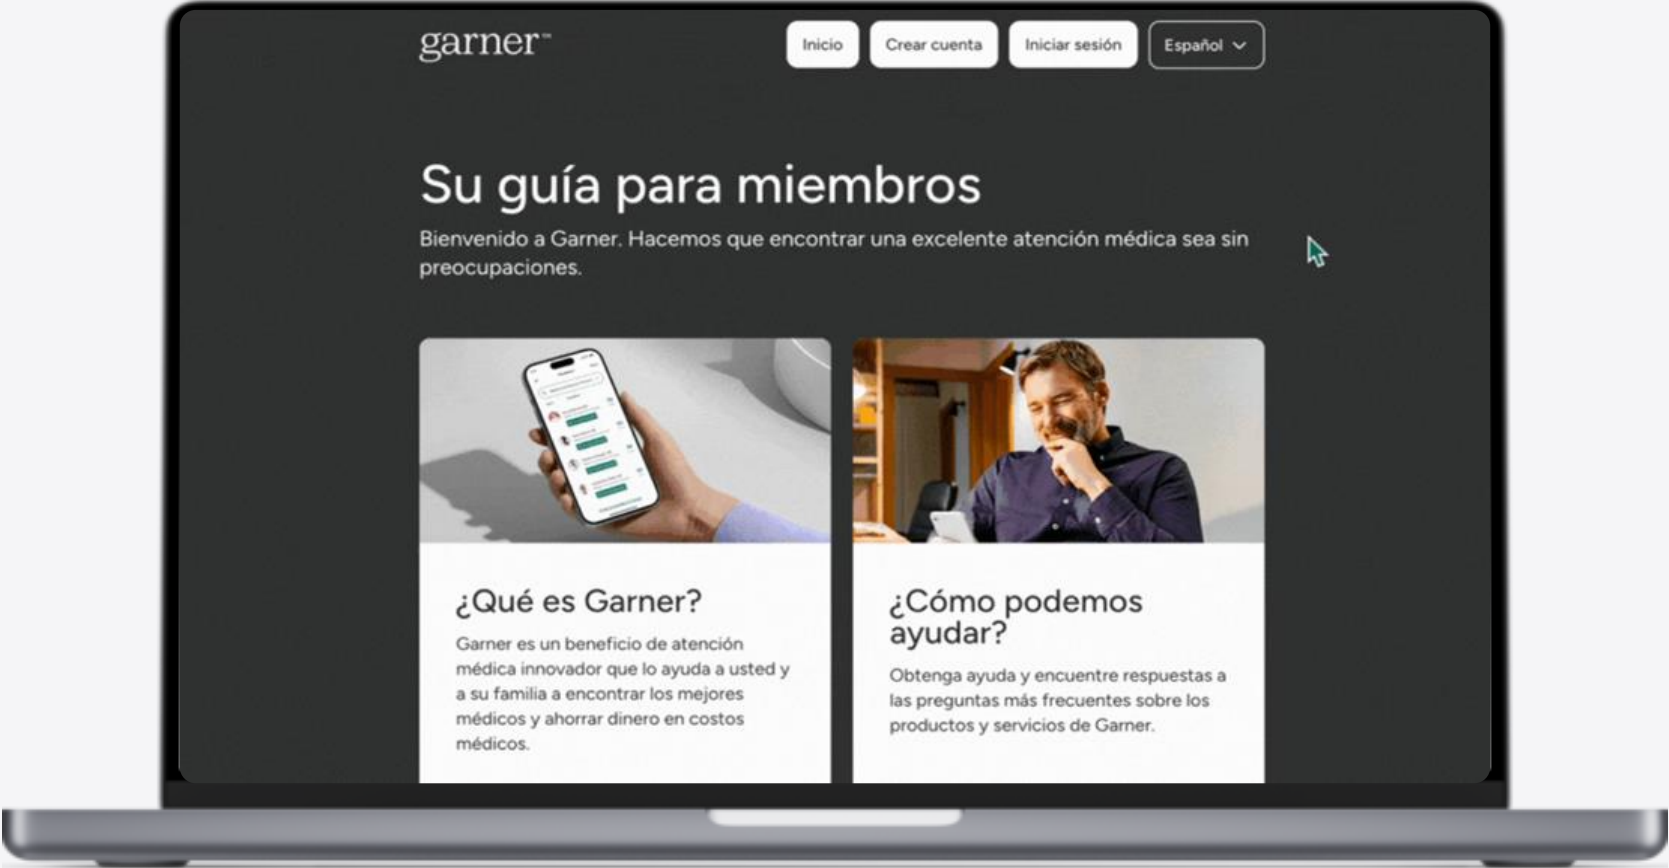 garner™
Inicio
Crear cuenta
Iniciar sesión
Español
Su guía para miembros
Bienvenido a Garner. Hacemos que encontrar una excelente atención médica sea sin
preocupaciones.
¿Qué es Garner?
Garner es un beneficio de atención
médica innovador que lo ayuda a usted y
a su familia a encontrar los mejores
médicos y ahorrar dinero en costos
médicos.
¿Cómo podemos
ayudar?
Obtenga ayuda y encuentre respuestas a
las preguntas más frecuentes sobre los
productos y servicios de Garner.